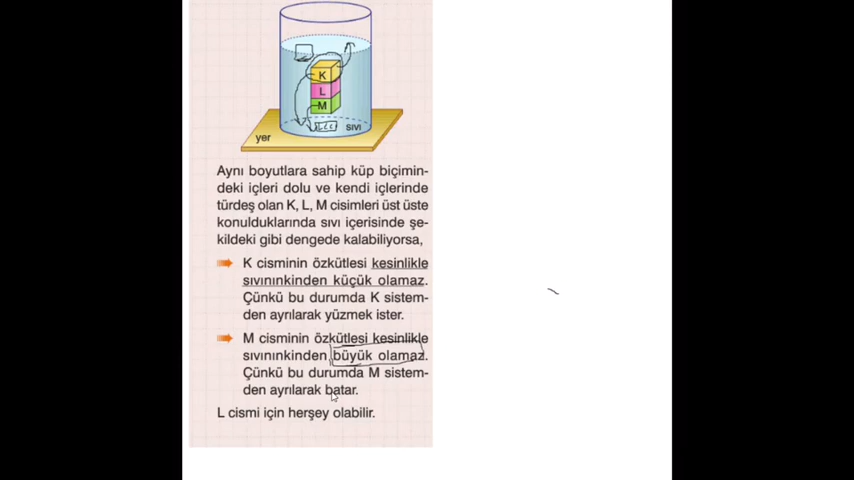 K
L
M
sıvı
yer
Aynı boyutlara sahip küp biçimin-
deki içleri dolu ve kendi içlerinde
türdeş olan K, L, M cisimleri üst üste
konulduklarında sıvı içerisinde şe-
kildeki gibi dengede kalabiliyorsa,
K cisminin özkütlesi kesinlikle
sıvınınkinden küçük olamaz.
Çünkü bu durumda K sistem-
den ayrılarak yüzmek ister.
M cisminin özkütlesi kesinlikle
sıvınınkinden büyük olamaz.
Çünkü bu durumda M sistem-
den ayrılarak batar.
L cismi için herşey olabilir.